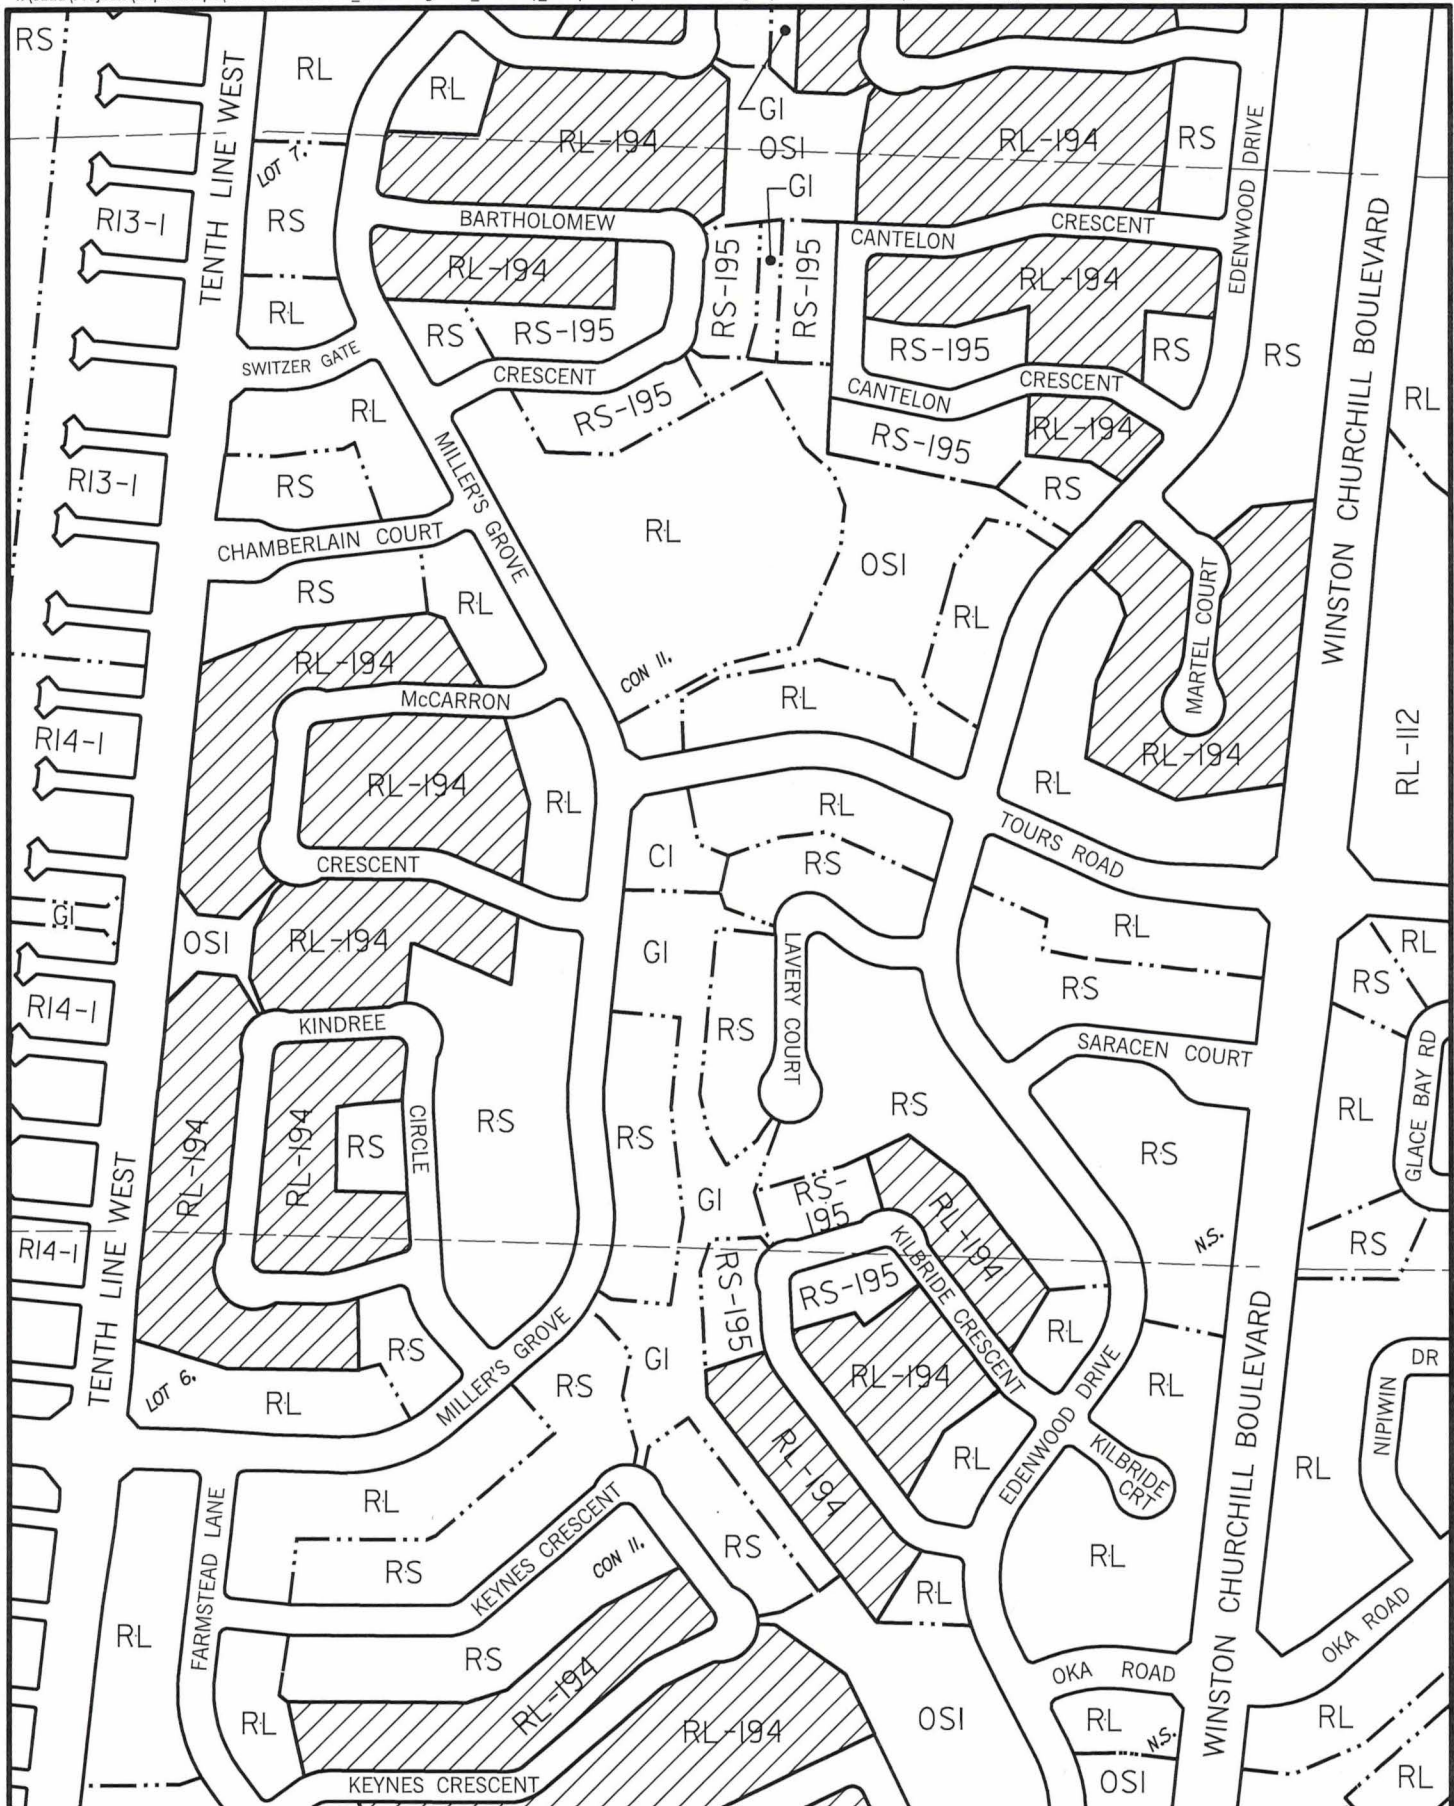 RS
RL
TENTH LINE WEST
RL
GI
RL-194
OSI
RL-194
RS
LOT 7.
GI
R13-1
RS
BARTHOLOMEW
CANTELON
CRESCENT
EDENWOOD DRIVE
WINSTON CHURCHILL BOULEVARD
RL-194
RS-195
RS-195
RL-194
RL
RS
RS-195
RS-195
RS
RS
SWITZER GATE
CRESCENT
CRESCENT
CANTELON
RL
RL
RS-195
RL-194
RS-195
R13-1
RS
MILLER'S GROVE
RS
RL
CHAMBERLAIN COURT
OSI
RS
RL
RL
MARTEL COURT
RL-194
CON 11.
McCARRON
RL
R14-1
RL-194
RL
RL
RL-194
RL-112
RL
TOURS ROAD
CRESCENT
CI
RS
GI
OSI
RL-194
GI
LAVERY COURT
RL
RL
R14-1
RS
RS
RS
KINDREE
SARACEN COURT
RL-194
RL-194
RS
CIRCLE
RS
RS
RS
RS
RL
GLACE BAY RD
GI
RS-
195
RL-194
TENTH LINE WEST
R14-1
N.S.
RS
RS-195
RS-195
KILBRIDE CRESCENT
MILLER'S GROVE
RS
GI
RL
EDENWOOD DRIVE
WINSTON CHURCHILL BOULEVARD
DR
LOT 6.
RL
RS
RL-194
RL
NIPIWIN
RL-194
RL
KILBRIDE
CRT
RL
RL
FARMSTEAD LANE
KEYNES CRESCENT
CON 11.
RS
RS
RL
RL
RL
OKA ROAD
RS
RL-194
OKA ROAD
RL
RL-194
OSI
RL
N.S.
RL
KEYNES CRESCENT
OSI
RL